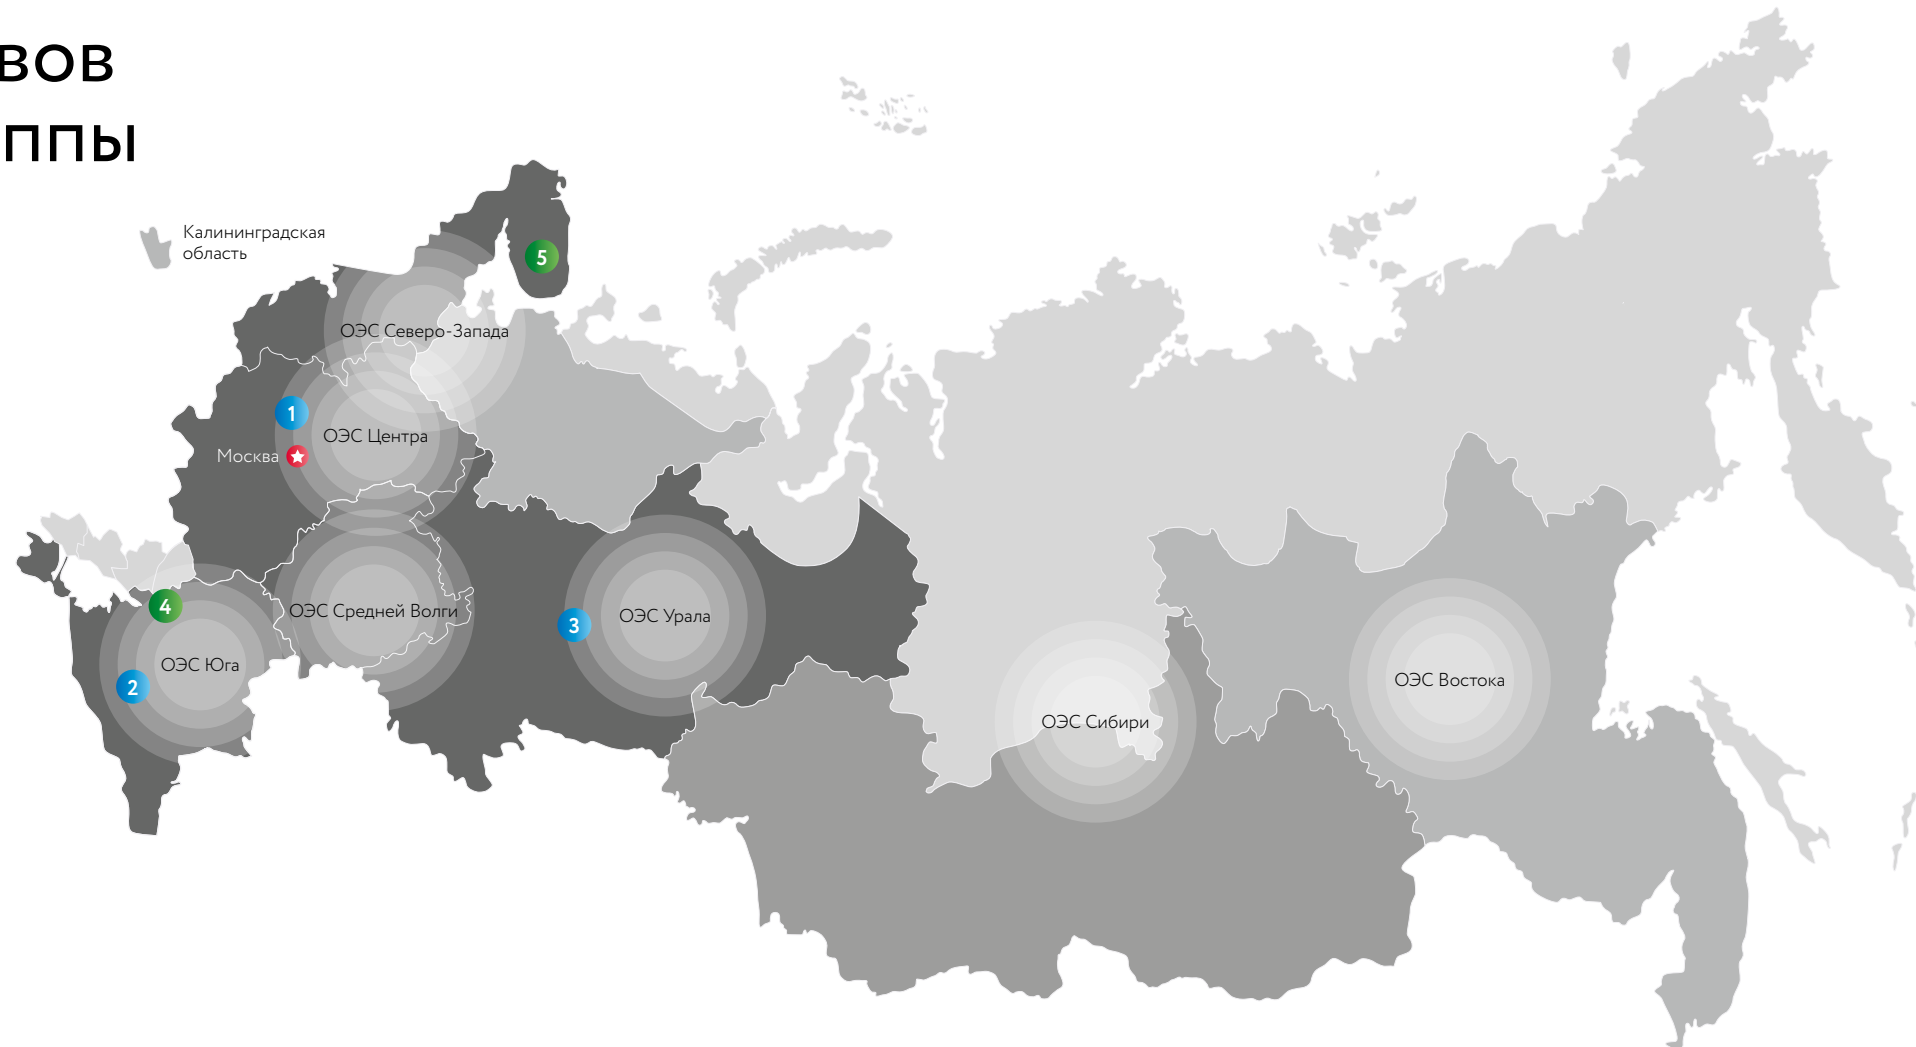 вов
ппы
Калининградская
область
5
ОЭС Северо-Запада
1
ОЭС Центра
Москва
4
ОЭС Средней Волги
3
ОЭС Урала
ОЭС Юга
2
ОЭС Сибири
ОЭС Востока